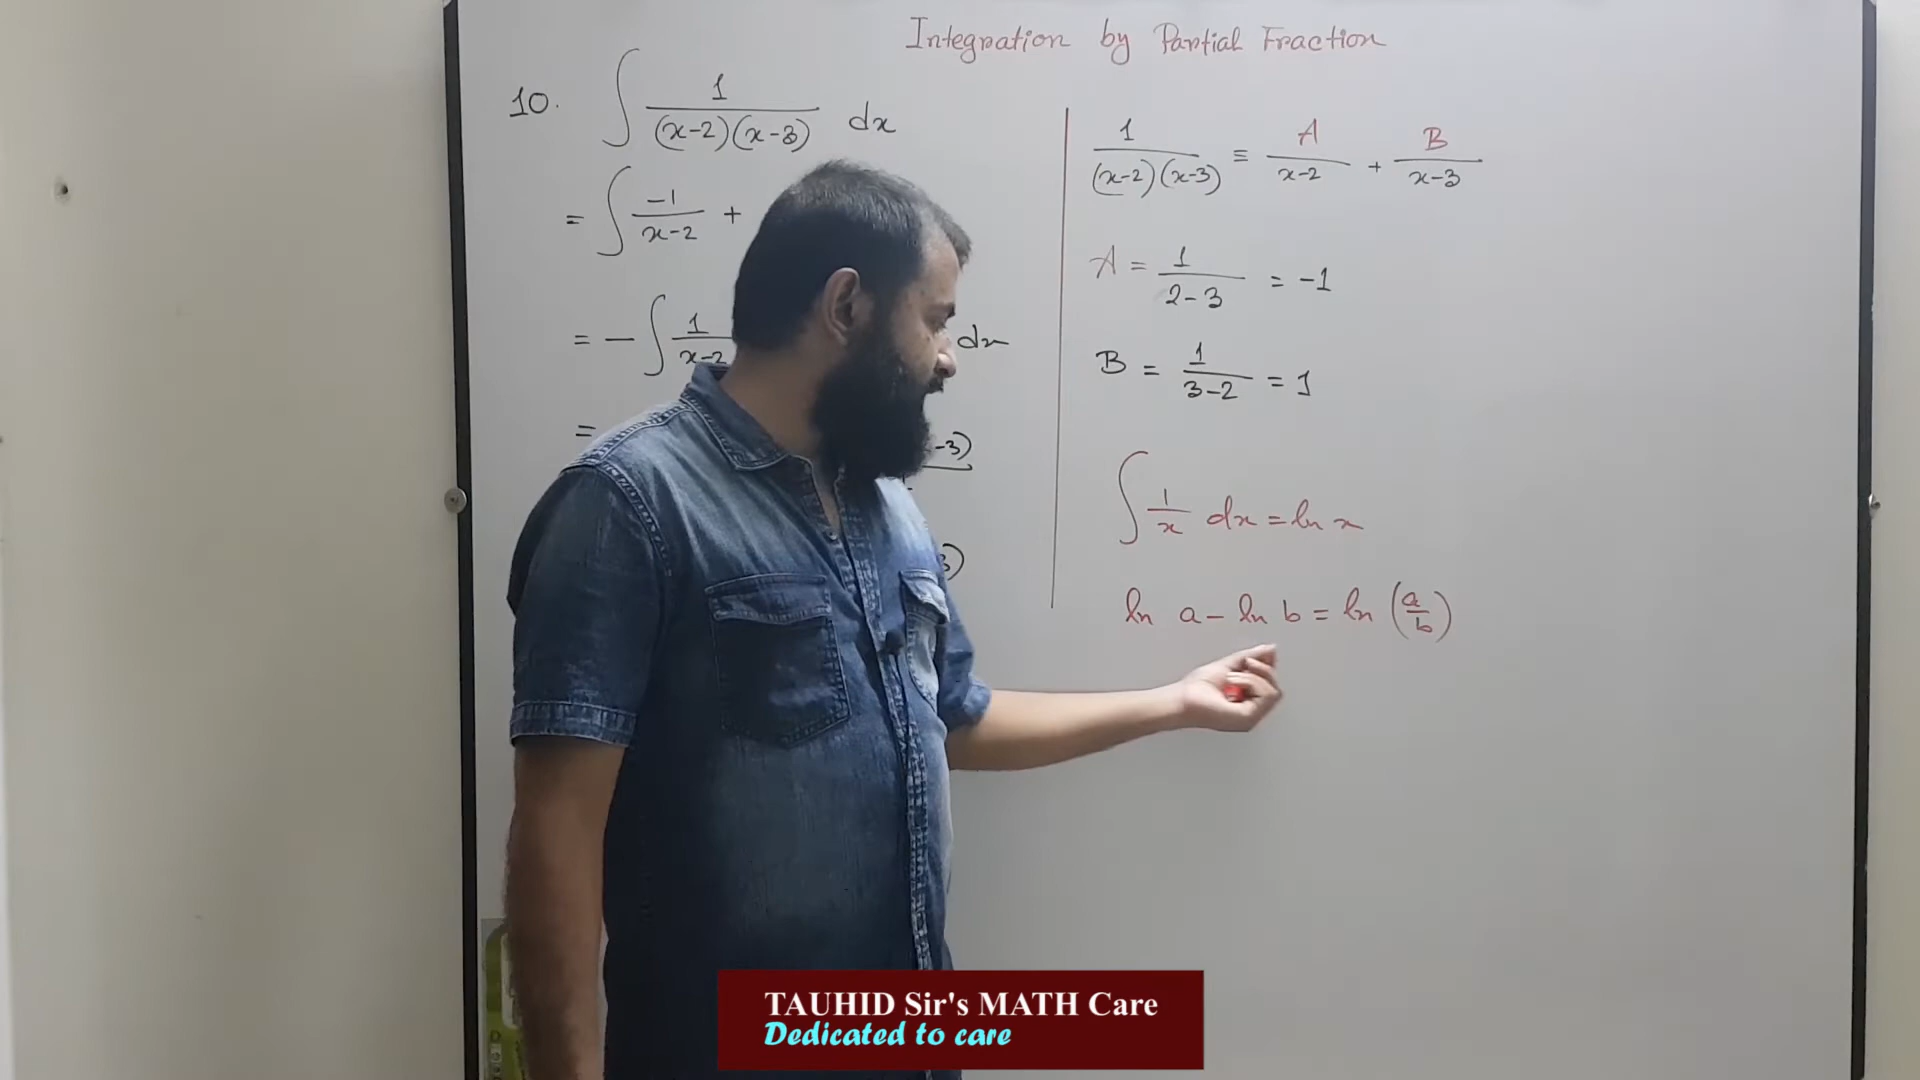 Integration by Partial Fraction
10. ∫ 1/((x-2)(x-3)) dx
= ∫ -1/(x-2) +
= - ∫ 1/(x-2) dx
=
-3)
3)
1/((x-2)(x-3)) ≡ A/(x-2) + B/(x-3)
A = 1/(2-3) = -1
B = 1/(3-2) = 1
∫ 1/x dx = ln x
ln a - ln b = ln (a/b)
TAUHID Sir's MATH Care
Dedicated to care